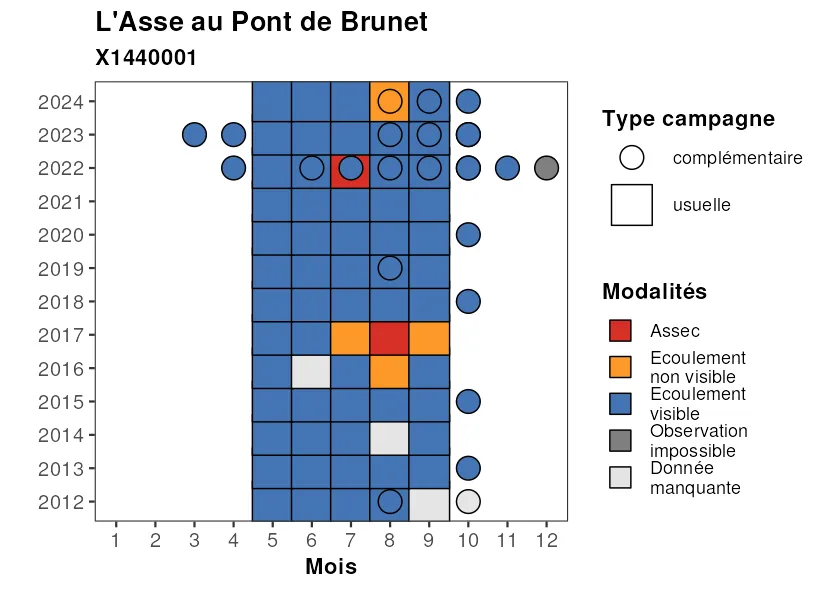 L'Asse au Pont de Brunet
X1440001
2024
2023
2022
2021
2020
2019
2018
2017
2016
2015
2014
2013
2012
1 2 3 4 5 6 7 8 9 10 11 12
Mois
Type campagne
complémentaire
usuelle
Modalités
Assec
Ecoulement
non visible
Ecoulement
visible
Observation
impossible
Donnée
manquante